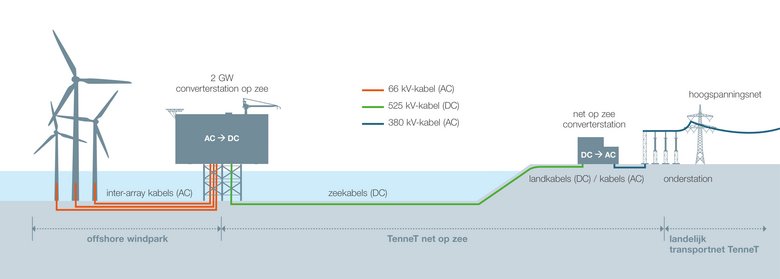 2 GW
converterstation op zee
AC → DC
66 kV-kabel (AC)
525 kV-kabel (DC)
380 kV-kabel (AC)
net op zee
converterstation
DC → AC
hoogspanningsnet
inter-array kabels (AC)
zeekabels (DC)
landkabels (DC) / kabels (AC)
onderstation
offshore windpark
TenneT net op zee
landelijk
transportnet TenneT